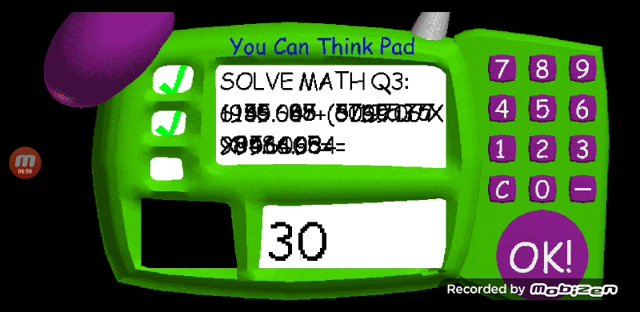 You Can Think Pad
SOLVE MATH Q3:
30
7 8 9
4 5 6
1 2 3
C 0 -
OK!
06:59
Recorded by Mobizen